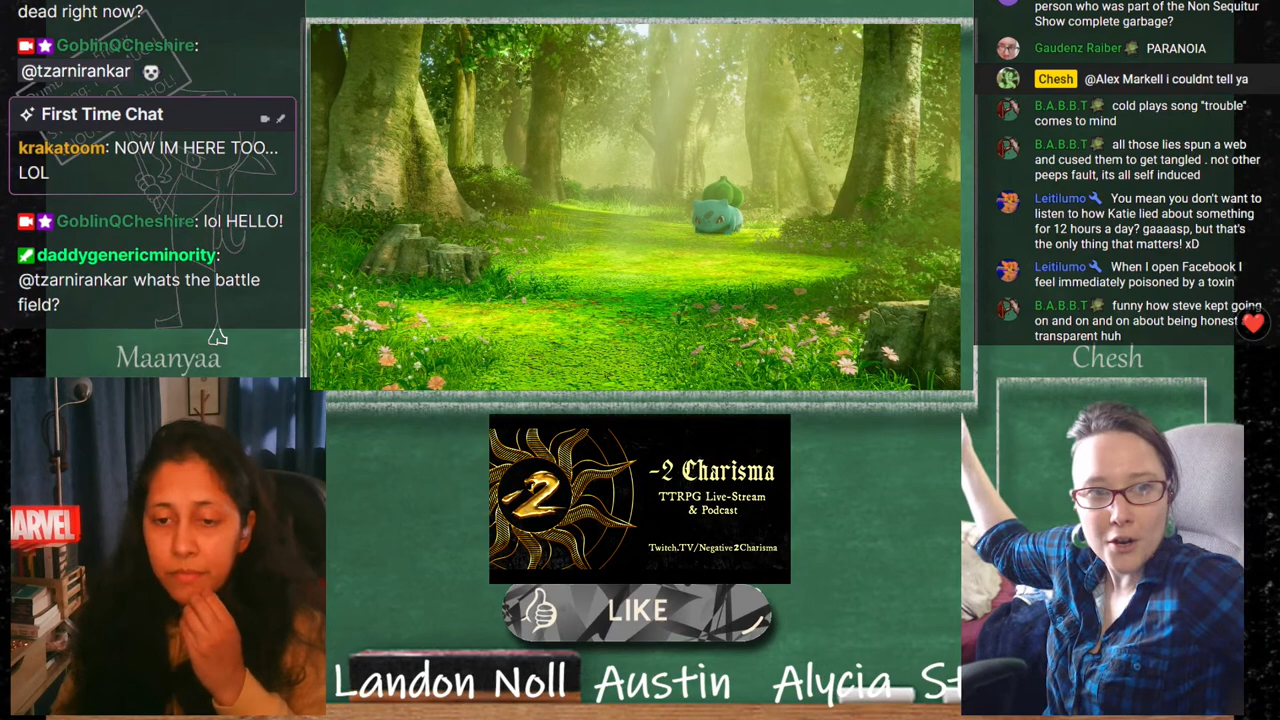 dead right now?
GoblinQCheshire:
@tzarnirankar
First Time Chat
krakatoom: NOW IM HERE TOO...
LOL
GoblinQCheshire: lol HELLO!
daddygenericminority:
@tzarnirankar whats the battle
field?
Maanyaa
MARVEL
-2
-2 Charisma
TTRPG Live-Stream
& Podcast
Twitch.TV/Negative2Charisma
LIKE
Landon Noll Austin Alycia St
person who was part of the Non Sequitur
Show complete garbage?
Gaudenz Raiber PARANOIA
Chesh @Alex Markell i couldnt tell ya
B.A.B.B.T cold plays song "trouble"
comes to mind
B.A.B.B.T all those lies spun a web
and cused them to get tangled . not other
peeps fault, its all self induced
Leitilumo You mean you don't want to
listen to how Katie lied about something
for 12 hours a day? gaaaasp, but that's
the only thing that matters! xD
Leitilumo When I open Facebook I
feel immediately poisoned by a toxin
B.A.B.B.T funny how steve kept going
on and on and on about being honest
transparent huh
Chesh